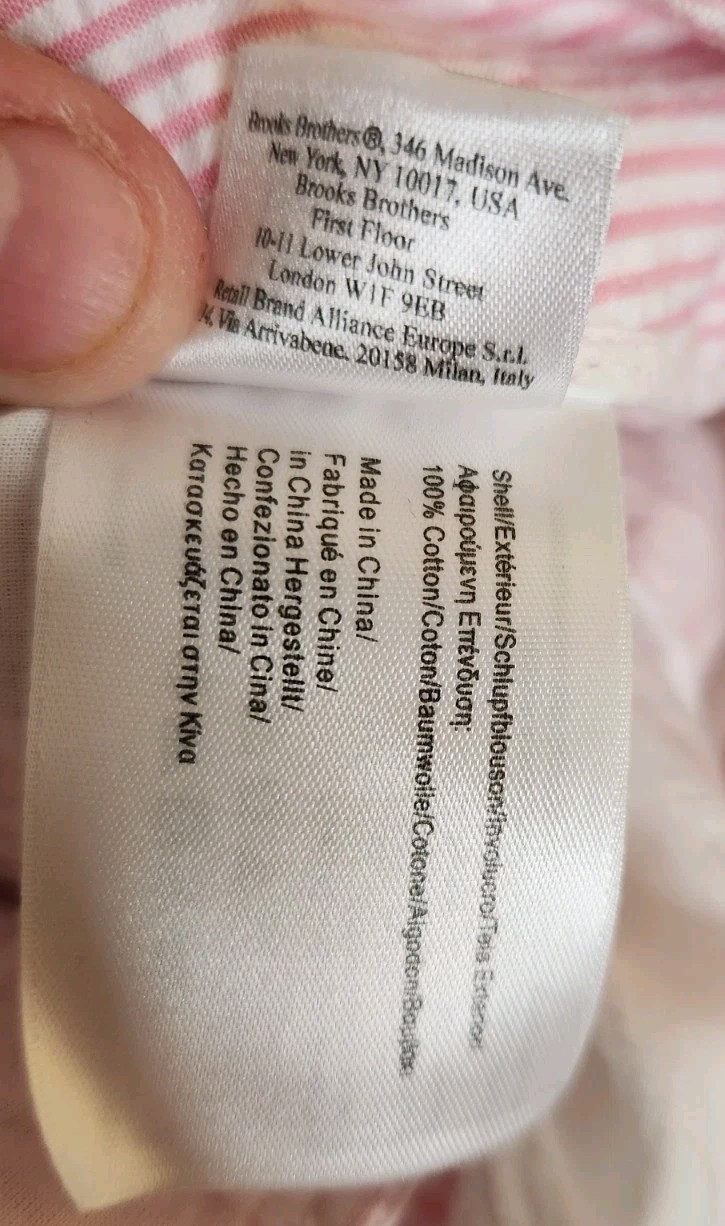 Brooks Brothers®, 346 Madison Ave.
New York, NY 10017, USA
Brooks Brothers
First Floor
10-11 Lower John Street
London W1F 9EB
Retail Brand Alliance Europe S.r.l.
Via Arrivabene, 20158 Milan, Italy
Shell/Extérieur/Schlupfblouson/Involucro/Tela Exterior
Αφαιρούμενη Επένδυση:
100% Cotton/Coton/Baumwolle/Cotone/Algodon/
Made in China/
Fabriqué en Chine/
in China Hergestellt/
Confezionato in Cina/
Hecho en China/
Κατασκευάζεται στην Κίνα